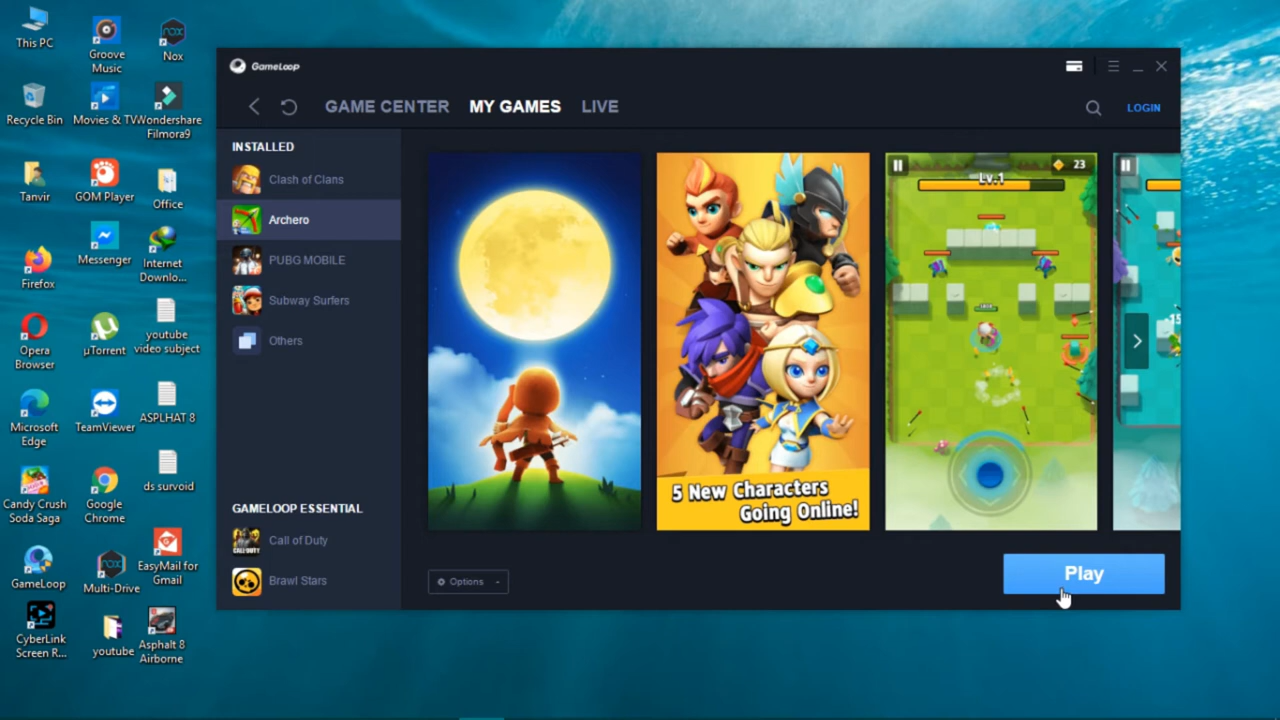 This PC
Groove
Music
Nox
Recycle Bin
Movies & TV
Wondershare
Filmora9
Tanvir
GOM Player
Office
Firefox
Messenger
Internet
Downlo...
Opera
Browser
µTorrent
youtube
video subject
Microsoft
Edge
TeamViewer
ASPLHAT 8
Candy Crush
Soda Saga
Google
Chrome
ds survoid
GameLoop
Multi-Drive
EasyMail for
Gmail
CyberLink
Screen R...
youtube
Asphalt 8
Airborne
GameLoop
GAME CENTER MY GAMES LIVE
LOGIN
INSTALLED
Clash of Clans
Archero
PUBG MOBILE
Subway Surfers
Others
GAMELOOP ESSENTIAL
Call of Duty
Brawl Stars
5 New Characters
Going Online!
23
Lv.1
Options
Play